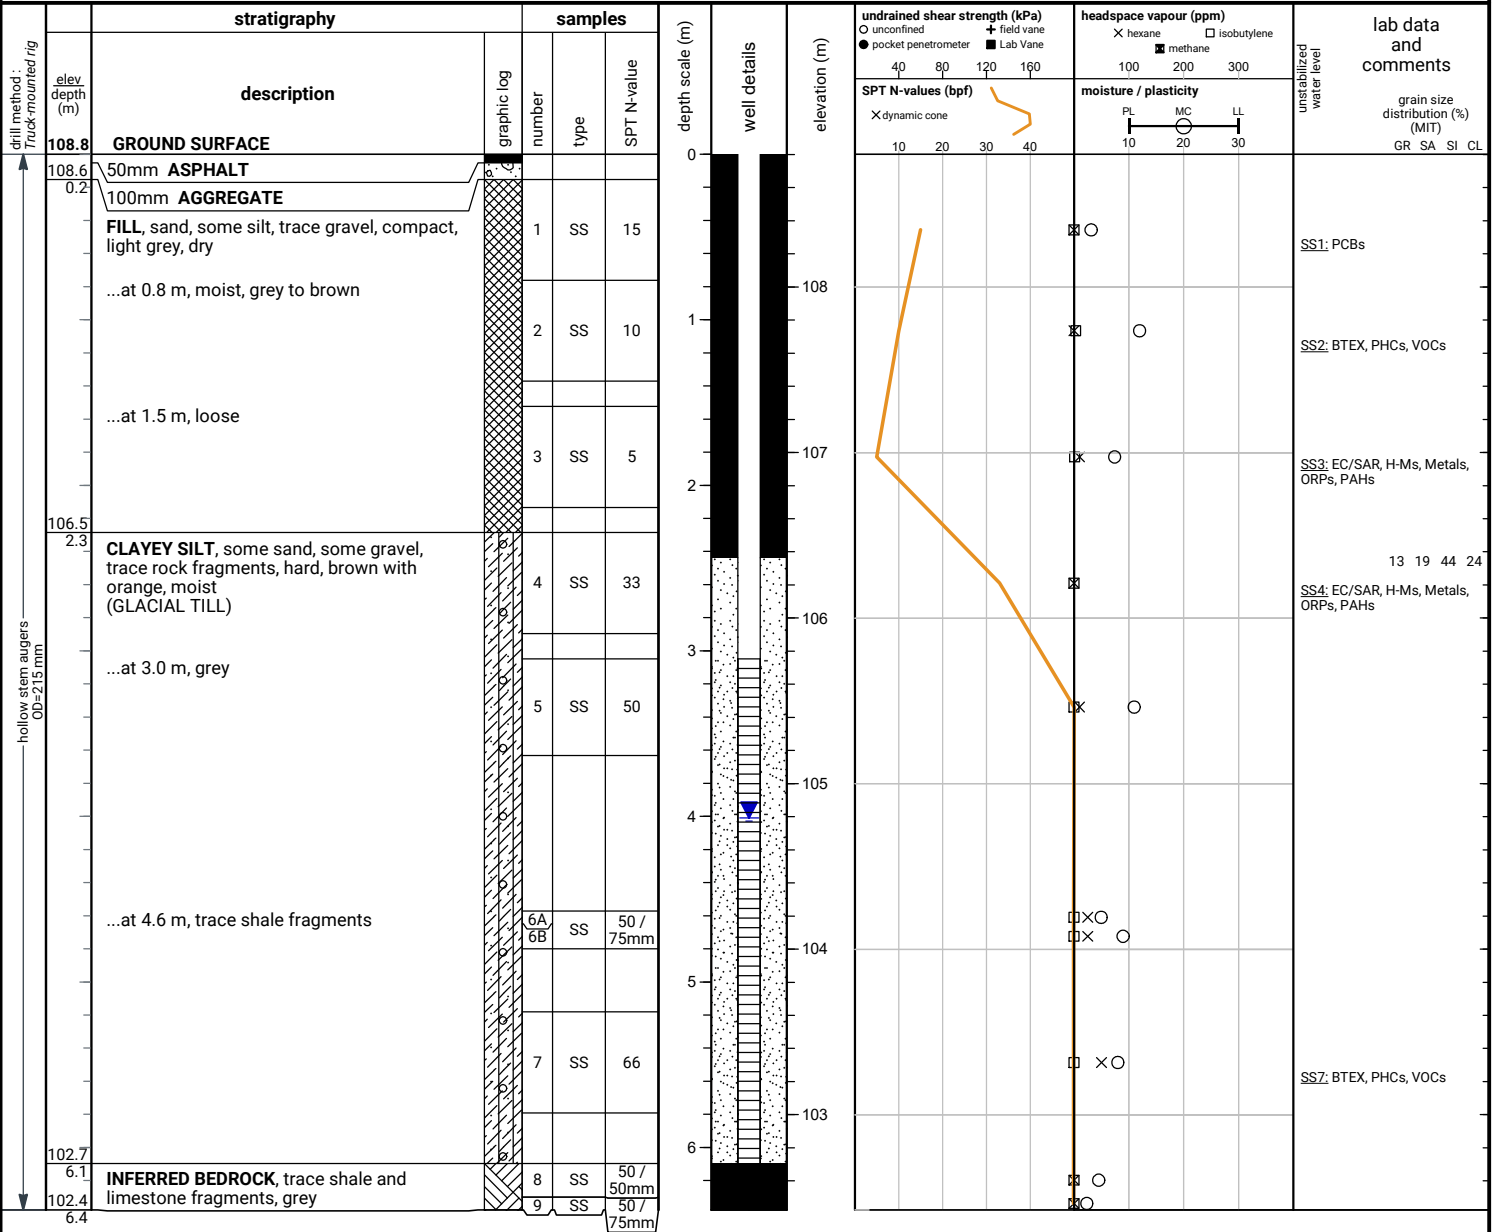 stratigraphy
samples
drill method :
Truck-mounted rig
elev
depth
(m)
description
graphic log
number
type
SPT N-value
depth scale (m)
well details
elevation (m)
undrained shear strength (kPa)
unconfined
field vane
pocket penetrometer
Lab Vane
40 80 120 160
SPT N-values (bpf)
dynamic cone
10 20 30 40
headspace vapour (ppm)
hexane
isobutylene
methane
100 200 300
moisture / plasticity
PL MC LL
10 20 30
unstabilized
water level
lab data
and
comments
grain size
distribution (%)
(MIT)
GR SA SI CL
108.8 GROUND SURFACE
108.6
0.2
50mm ASPHALT
100mm AGGREGATE
FILL, sand, some silt, trace gravel, compact,
light grey, dry
...at 0.8 m, moist, grey to brown
...at 1.5 m, loose
106.5
2.3
CLAYEY SILT, some sand, some gravel,
trace rock fragments, hard, brown with
orange, moist
(GLACIAL TILL)
...at 3.0 m, grey
...at 4.6 m, trace shale fragments
102.7
6.1
INFERRED BEDROCK, trace shale and
limestone fragments, grey
102.4
6.4
hollow stem augers
OD=215 mm
1 SS 15
2 SS 10
3 SS 5
4 SS 33
5 SS 50
6A
6B
SS
50 /
75mm
7 SS 66
8 SS
50 /
50mm
9 SS
50 /
75mm
0
1
2
3
4
5
6
108
107
106
105
104
103
SS1: PCBs
SS2: BTEX, PHCs, VOCs
SS3: EC/SAR, H-Ms, Metals,
ORPs, PAHs
13 19 44 24
SS4: EC/SAR, H-Ms, Metals,
ORPs, PAHs
SS7: BTEX, PHCs, VOCs